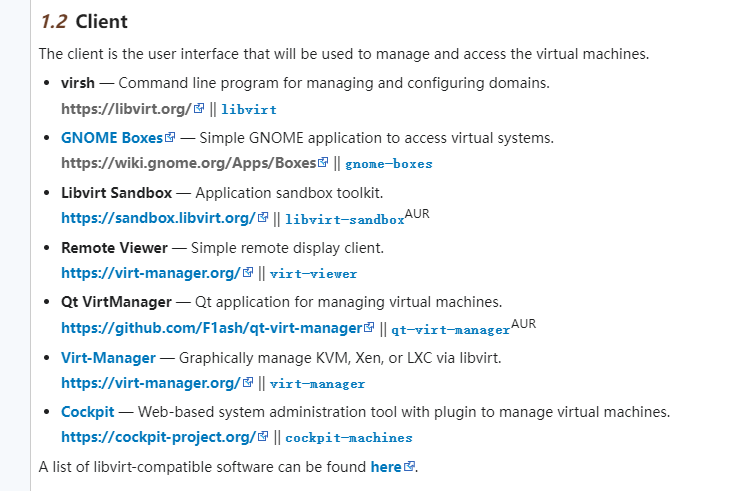 1.2 Client
The client is the user interface that will be used to manage and access the virtual machines.
• virsh — Command line program for managing and configuring domains.
https://libvirt.org/ || libvirt
• GNOME Boxes — Simple GNOME application to access virtual systems.
https://wiki.gnome.org/Apps/Boxes || gnome-boxes
• Libvirt Sandbox — Application sandbox toolkit.
https://sandbox.libvirt.org/ || libvirt-sandboxAUR
• Remote Viewer — Simple remote display client.
https://virt-manager.org/ || virt-viewer
• Qt VirtManager — Qt application for managing virtual machines.
https://github.com/F1ash/qt-virt-manager || qt-virt-managerAUR
• Virt-Manager — Graphically manage KVM, Xen, or LXC via libvirt.
https://virt-manager.org/ || virt-manager
• Cockpit — Web-based system administration tool with plugin to manage virtual machines.
https://cockpit-project.org/ || cockpit-machines
A list of libvirt-compatible software can be found here.